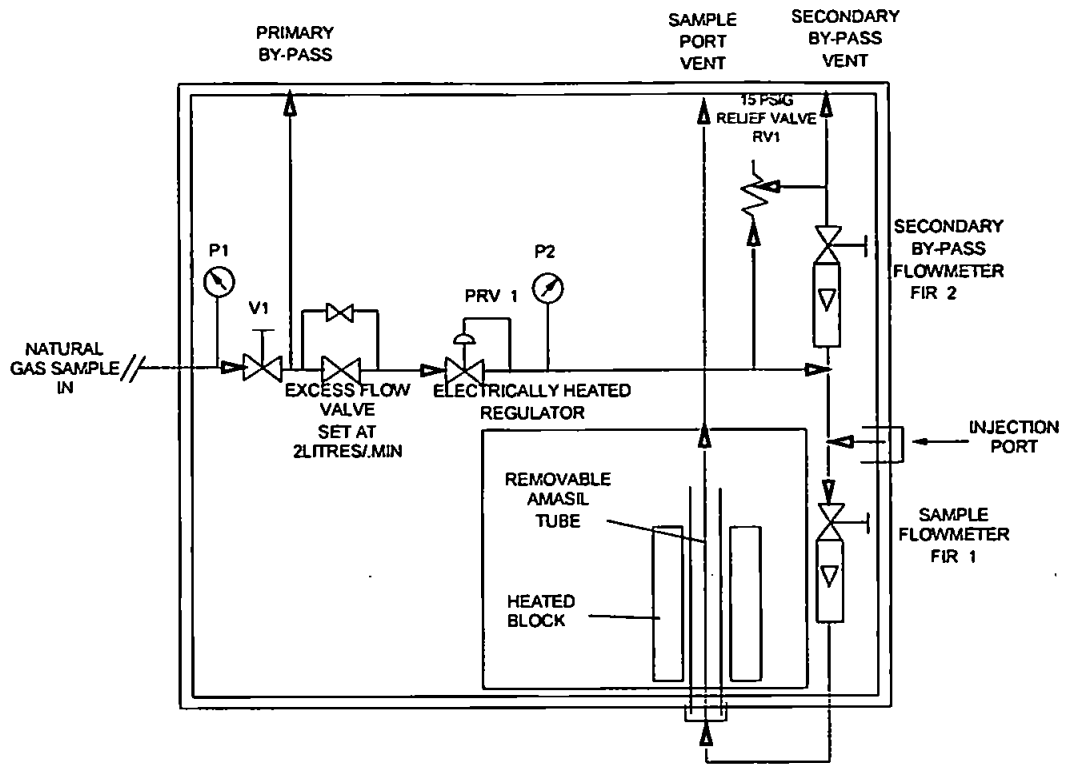 PRIMARY
BY-PASS
SAMPLE
PORT
VENT
SECONDARY
BY-PASS
VENT
15 PSIG
RELIEF VALVE
RV1
P1
V1
PRV 1
P2
SECONDARY
BY-PASS
FLOWMETER
FIR 2
NATURAL
GAS SAMPLE
IN
EXCESS FLOW
VALVE
SET AT
2LITRES/.MIN
ELECTRICALLY HEATED
REGULATOR
INJECTION
PORT
REMOVABLE
AMASIL
TUBE
SAMPLE
FLOWMETER
FIR 1
HEATED
BLOCK